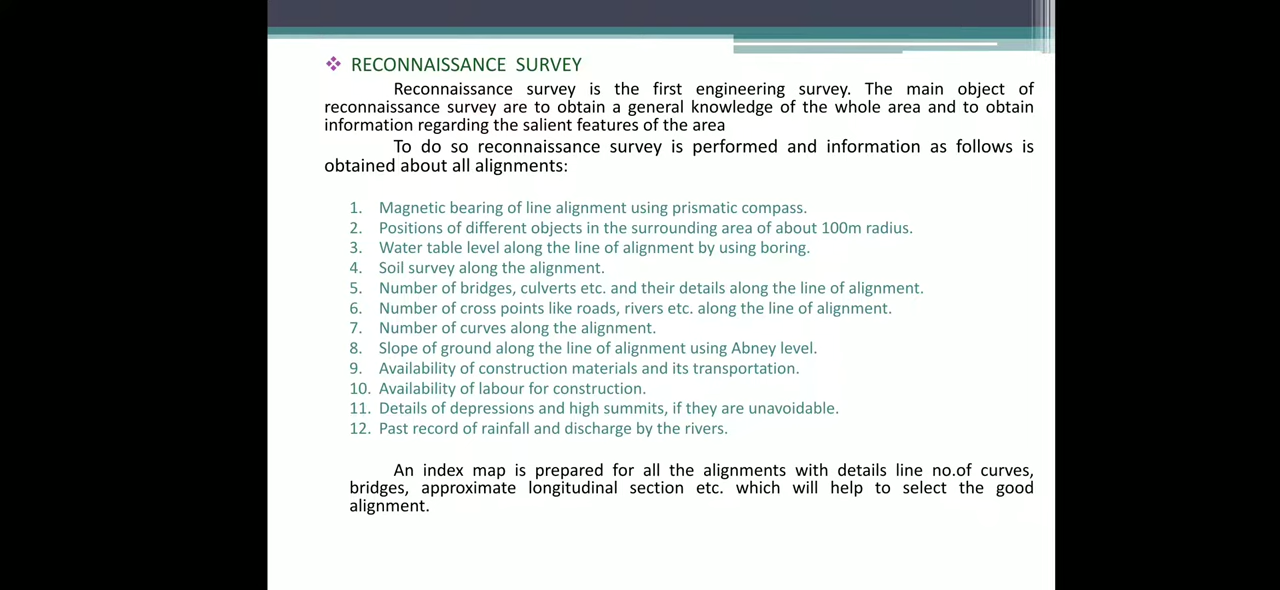 ❖ RECONNAISSANCE SURVEY
Reconnaissance survey is the first engineering survey. The main object of
reconnaissance survey are to obtain a general knowledge of the whole area and to obtain
information regarding the salient features of the area
To do so reconnaissance survey is performed and information as follows is
obtained about all alignments:
1. Magnetic bearing of line alignment using prismatic compass.
2. Positions of different objects in the surrounding area of about 100m radius.
3. Water table level along the line of alignment by using boring.
4. Soil survey along the alignment.
5. Number of bridges, culverts etc. and their details along the line of alignment.
6. Number of cross points like roads, rivers etc. along the line of alignment.
7. Number of curves along the alignment.
8. Slope of ground along the line of alignment using Abney level.
9. Availability of construction materials and its transportation.
10. Availability of labour for construction.
11. Details of depressions and high summits, if they are unavoidable.
12. Past record of rainfall and discharge by the rivers.
An index map is prepared for all the alignments with details line no.of curves,
bridges, approximate longitudinal section etc. which will help to select the good
alignment.